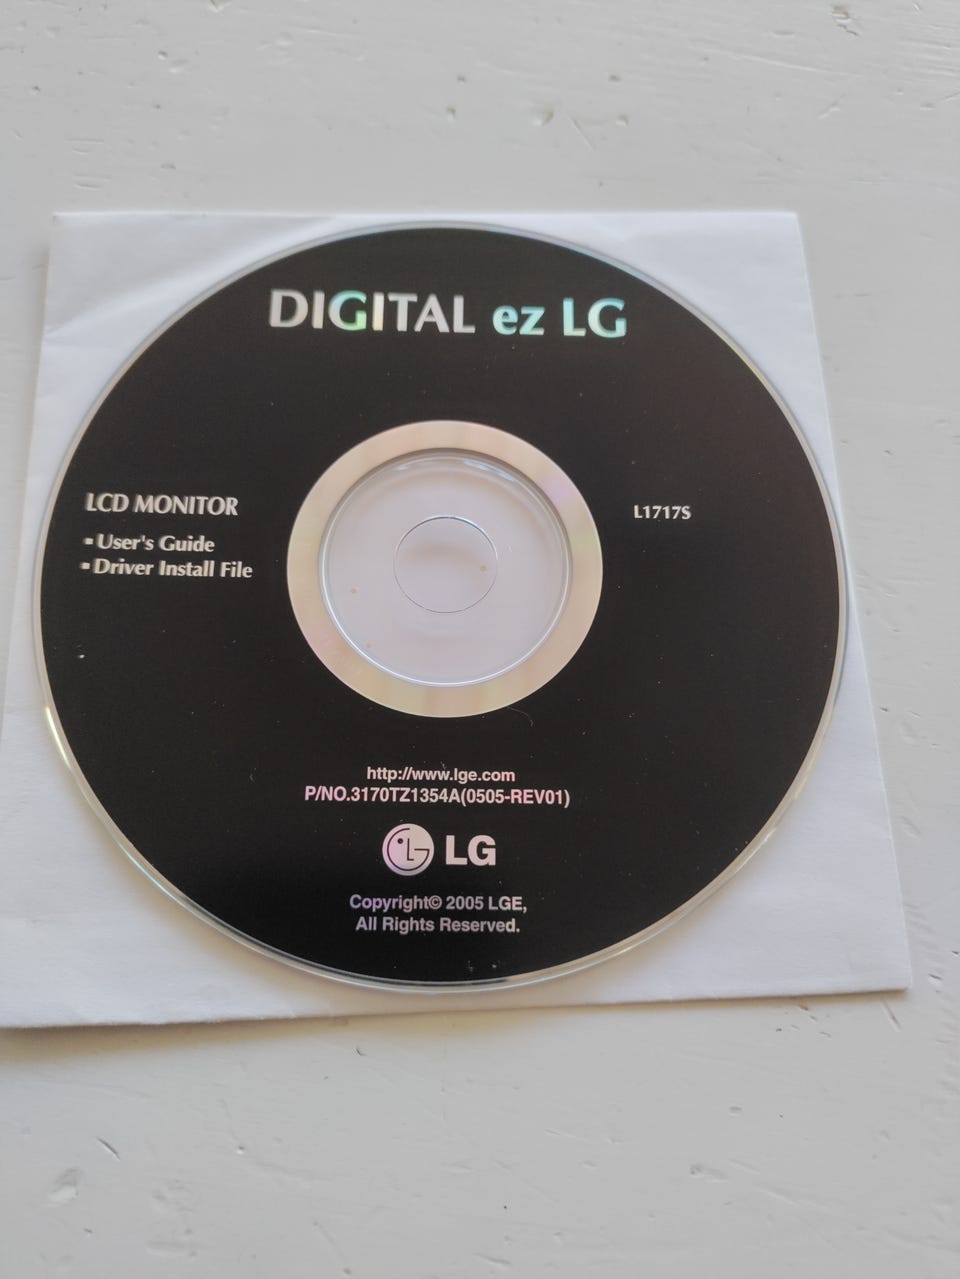 DIGITAL ez LG
LCD MONITOR
▪User's Guide
▪Driver Install File
L1717S
http://www.lge.com
P/NO.3170TZ1354A(0505-REV01)
LG
Copyright© 2005 LGE,
All Rights Reserved.